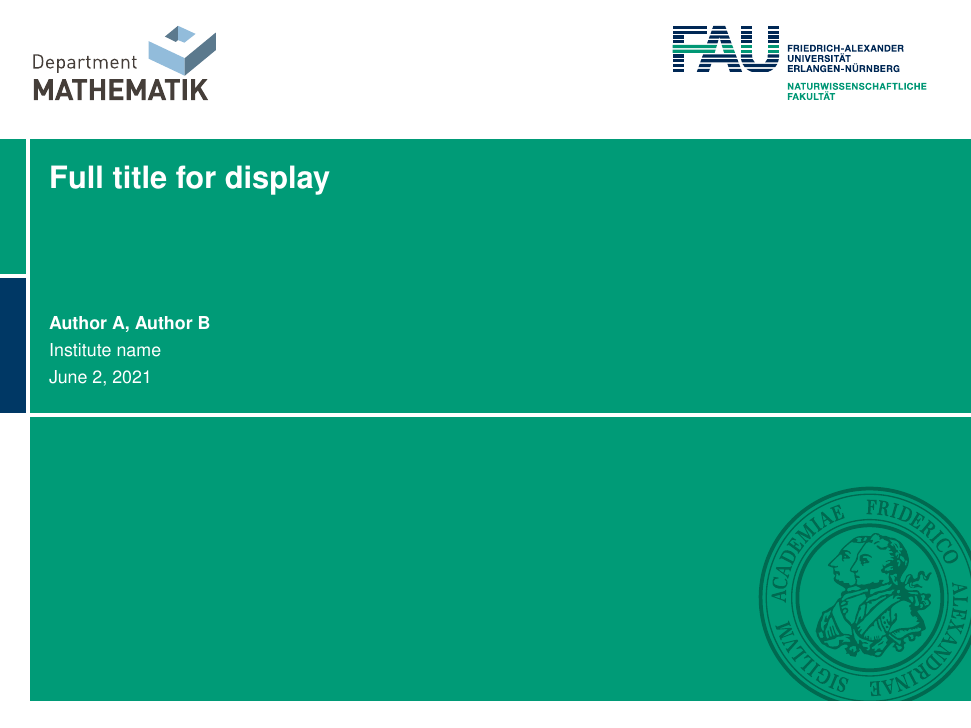 Department
MATHEMATIK
FAU
FRIEDRICH-ALEXANDER
UNIVERSITÄT
ERLANGEN-NÜRNBERG
NATURWISSENSCHAFTLICHE
FAKULTÄT
Full title for display
Author A, Author B
Institute name
June 2, 2021
SIGILLVM ACADEMIAE FRIDERICO ALEXANDRINAE